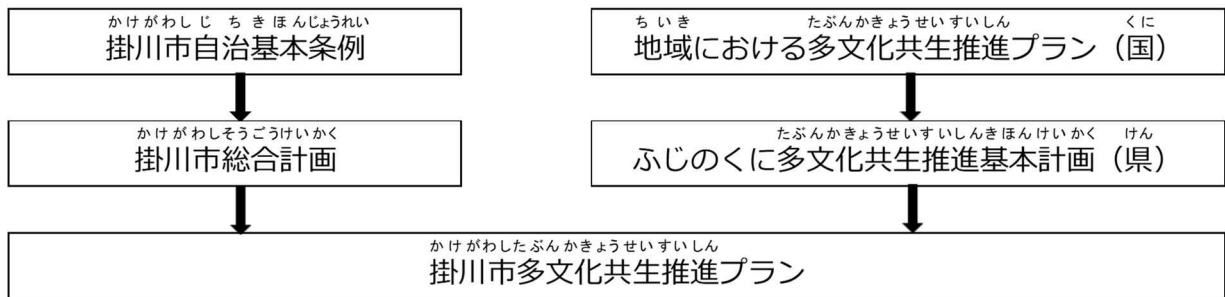 かけがわしじちきほんじょうれい
掛川市自治基本条例
ちいき たぶんかきょうせいすいしん くに
地域における多文化共生推進プラン（国）
かけがわしそうごうけいかく
掛川市総合計画
たぶんかきょうせいすいしんきほんけいかく けん
ふじのくに多文化共生推進基本計画（県）
かけがわしたぶんかきょうせいすいしん
掛川市多文化共生推進プラン